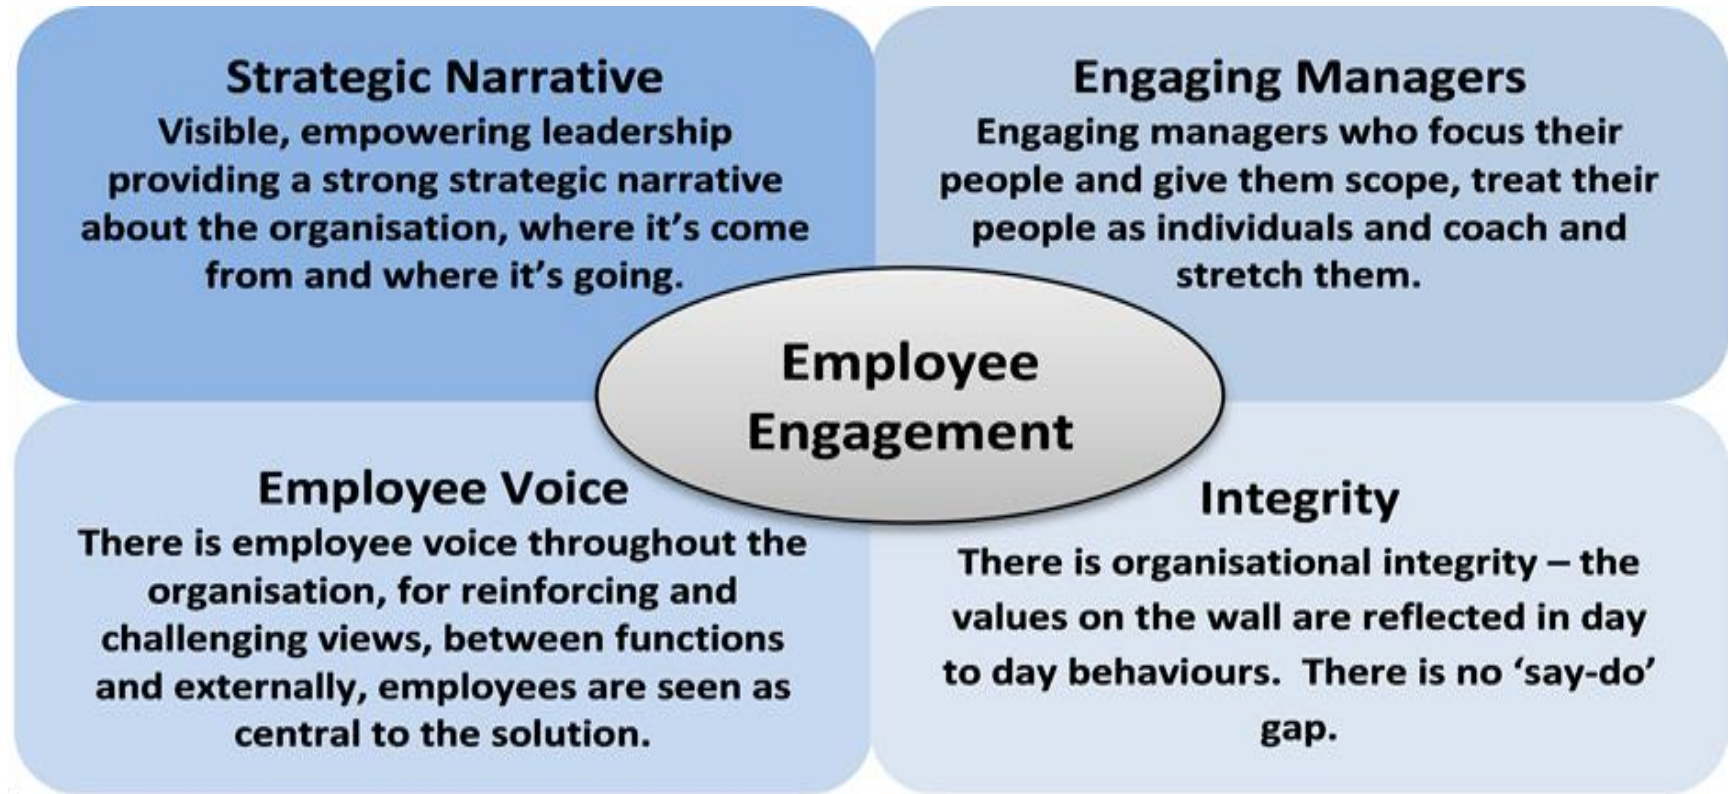 Strategic Narrative
Visible, empowering leadership
providing a strong strategic narrative
about the organisation, where it’s come
from and where it’s going.
Engaging Managers
Engaging managers who focus their
people and give them scope, treat their
people as individuals and coach and
stretch them.
Employee
Engagement
Employee Voice
There is employee voice throughout the
organisation, for reinforcing and
challenging views, between functions
and externally, employees are seen as
central to the solution.
Integrity
There is organisational integrity – the
values on the wall are reflected in day
to day behaviours.  There is no ‘say-do’
gap.